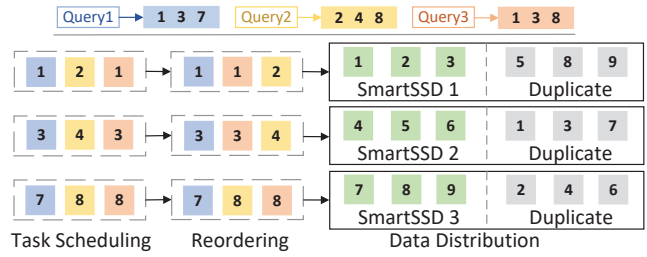 Query1 1 3 7 Query2 2 4 8 Query3 1 3 8
1 2 1 1 1 2 1 2 3 5 8 9
SmartSSD 1 Duplicate
3 4 3 3 3 4 4 5 6 1 3 7
SmartSSD 2 Duplicate
7 8 8 7 8 8 7 8 9 2 4 6
SmartSSD 3 Duplicate
Task Scheduling Reordering Data Distribution